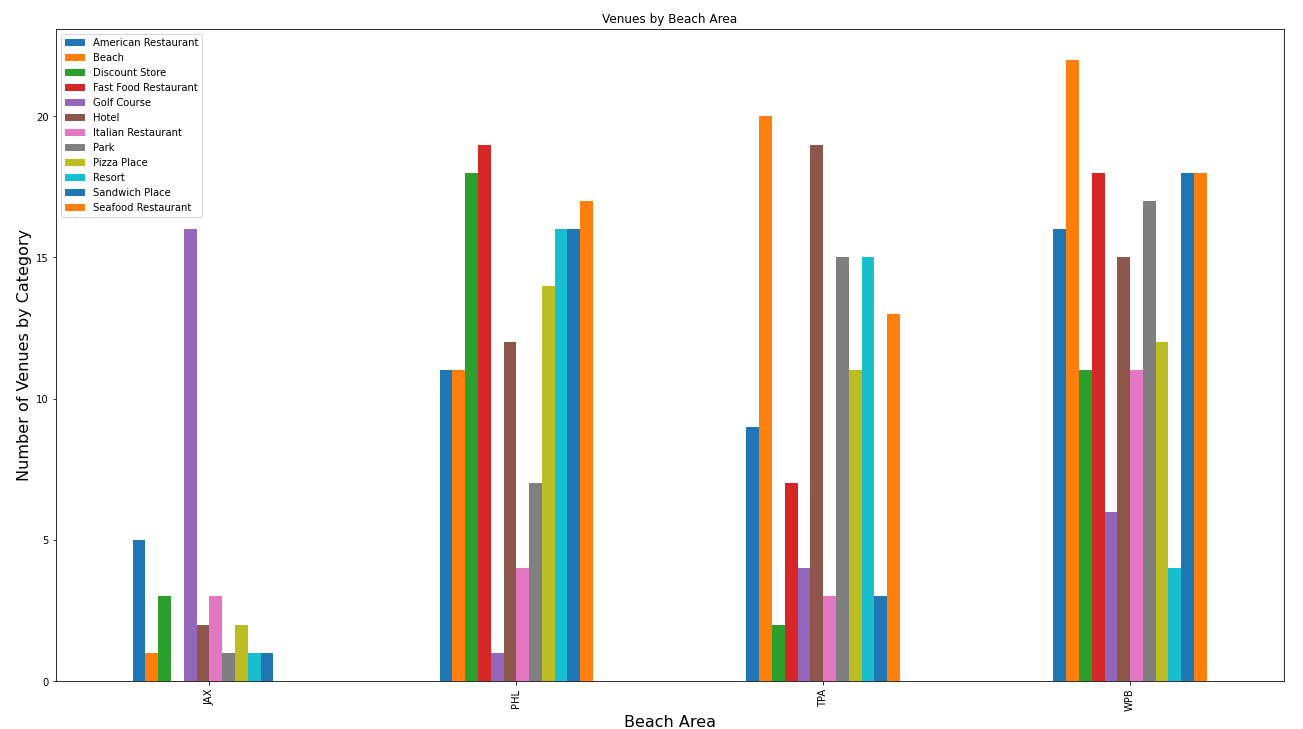 Venues by Beach Area
American Restaurant
Beach
Discount Store
Fast Food Restaurant
Golf Course
Hotel
Italian Restaurant
Park
Pizza Place
Resort
Sandwich Place
Seafood Restaurant
Number of Venues by Category
20
15
10
5
0
JAX
PHL
TPA
WPB
Beach Area